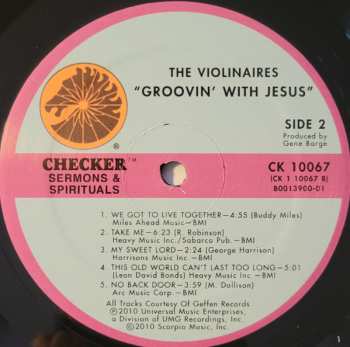 THE VIOLINAIRES
"GROOVIN' WITH JESUS"
SIDE 2
Produced by
Gene Barge
®
CHECKER™
SERMONS &
SPIRITUALS
CK 10067
(CK 1 10067 B)
B0013900-01
1. WE GOT TO LIVE TOGETHER-4:55 (Buddy Miles)
Miles Ahead Music-BMI
2. TAKE ME-6:23 (R. Robinson)
Heavy Music Inc./Sabarco Pub.-BMI
3. MY SWEET LORD-2:24 (George Harrison)
Harrisons Music Inc.-BMI
4. THIS OLD WORLD CAN'T LAST TOO LONG-5:01
(Leon David Bonds) Heavy Music Inc.-BMI
5. NO BACK DOOR-3:59 (M. Dollison)
Arc Music Corp.-BMI
All Tracks Courtesy Of Geffen Records
Ⓟ2010 Universal Music Enterprises,
a Division of UMG Recordings, Inc.
©2010 Scorpio Music, Inc.